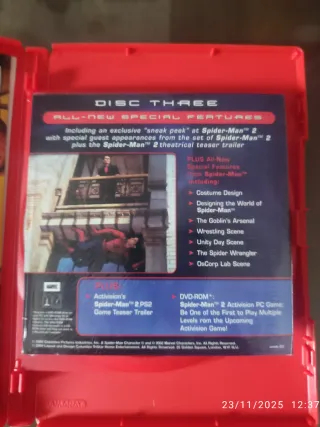 DISC THREE
ALL-NEW SPECIAL FEATURES
Including an exclusive "sneak peek" at Spider-Man™ 2
with special guest appearances from the set of Spider-Man™ 2
plus the Spider-Man™ 2 theatrical teaser trailer
PLUS All-New
Special Features
from Spider-Man™
including:
► Costume Design
► Designing the World of
Spider-Man™
► The Goblin's Arsenal
► Wrestling Scene
► Unity Day Scene
► The Spider Wrangler
► OsCorp Lab Scene
PLUS:
► Activision's
Spider-Man™ 2 PS2
Game Teaser Trailer
► DVD-ROM:
Spider-Man™ 2: Activision PC Game:
Be One of the First to Play Multiple
Levels from the Upcoming
Activision Game!
23/11/2025 12:37